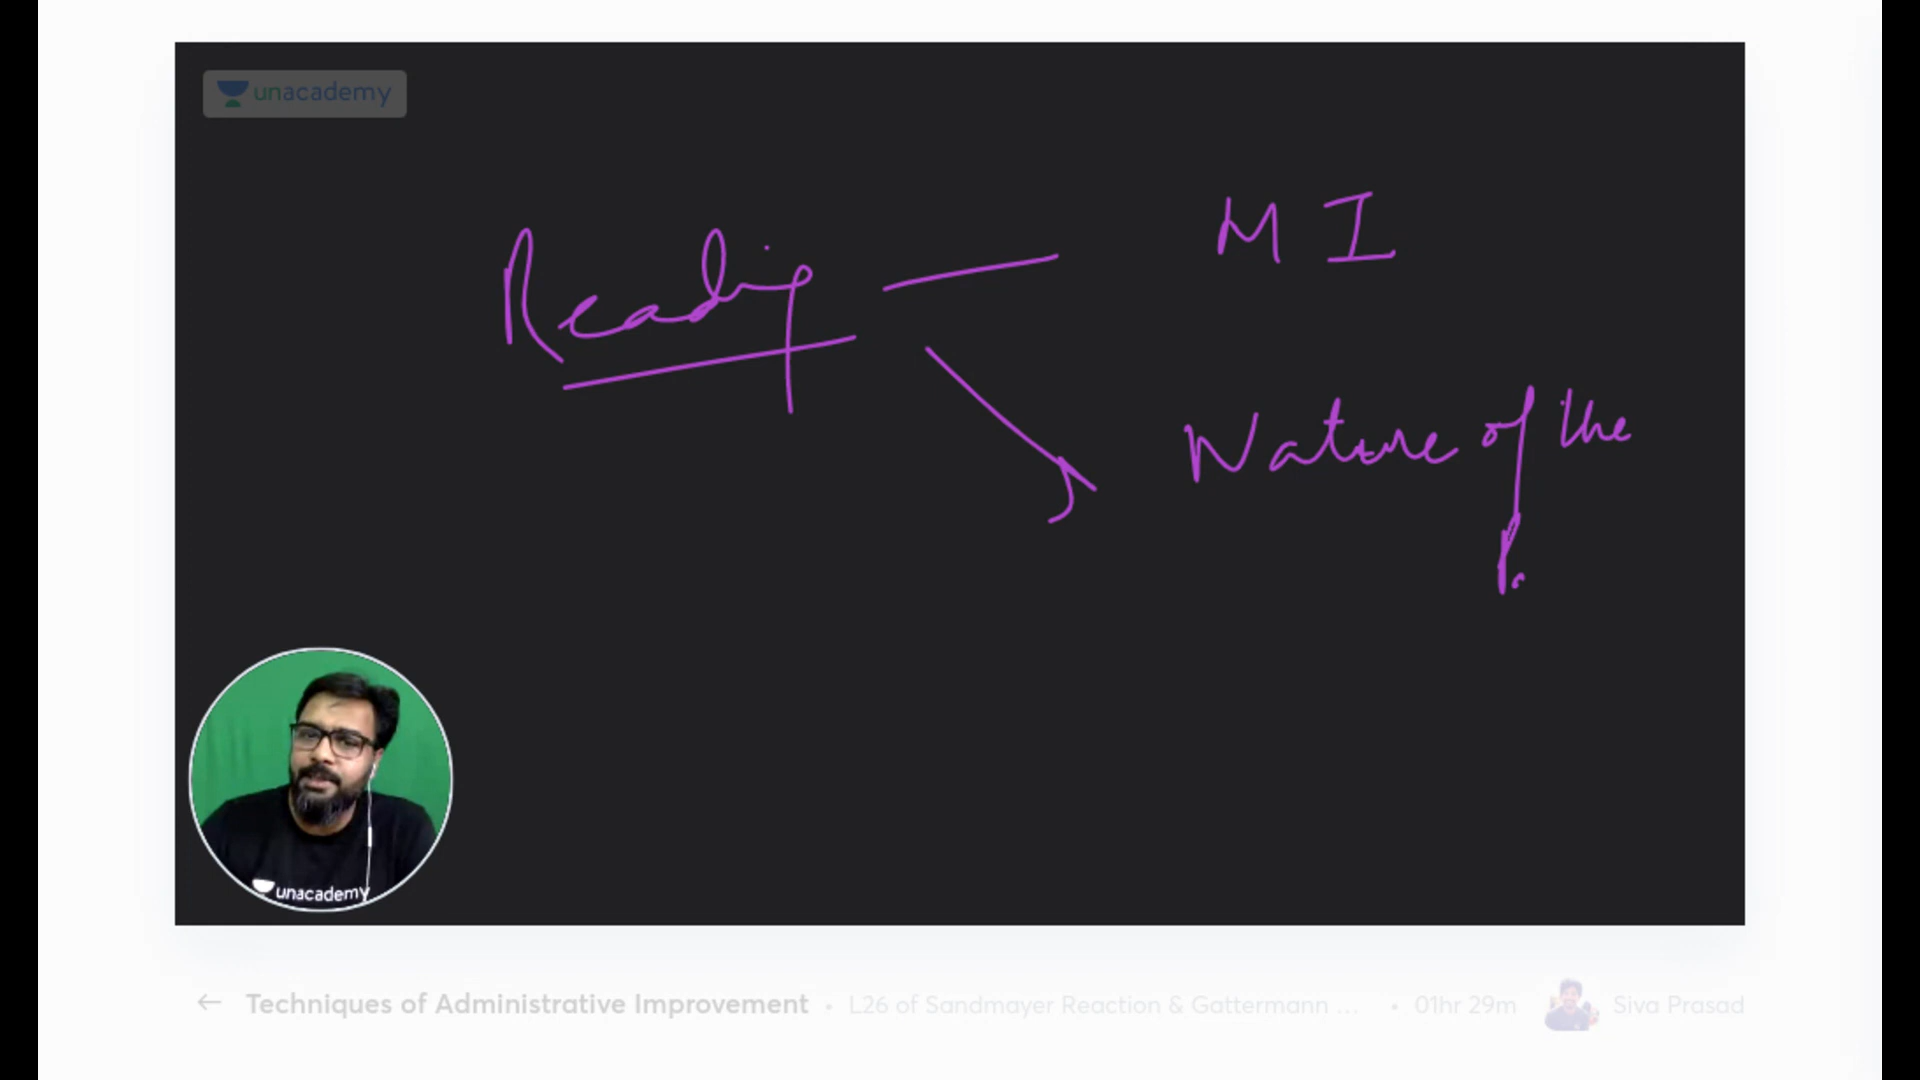 unacademy
Reading
M I
Nature of the
unacademy
Techniques of Administrative Improvement • L26 of Sandmayer Reaction & Gattermann ... • 01hr 29m Siva Prasad